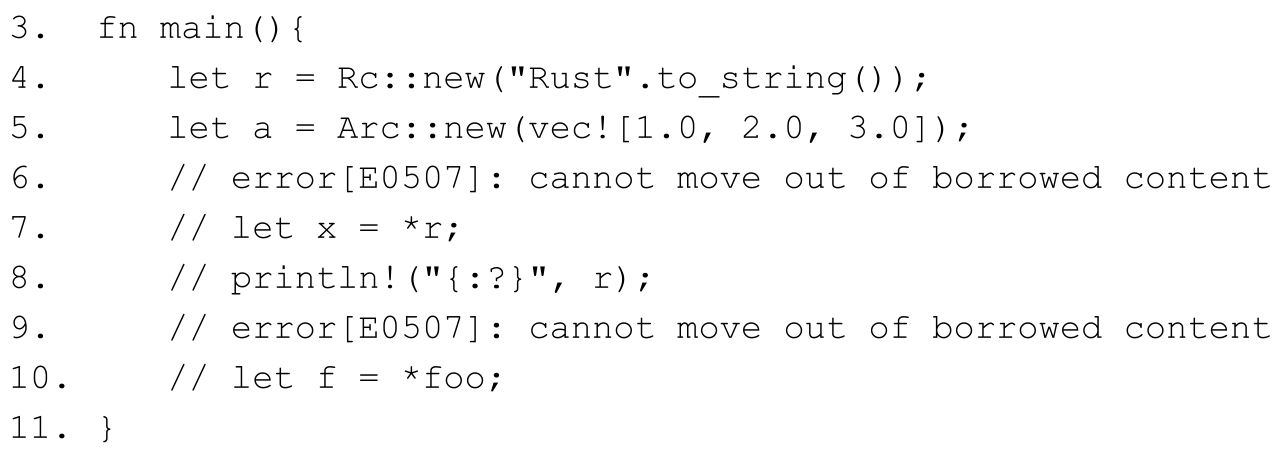 3. fn main(){
4. let r = Rc::new("Rust".to_string());
5. let a = Arc::new(vec![1.0, 2.0, 3.0]);
6. // error[E0507]: cannot move out of borrowed content
7. // let x = *r;
8. // println!("{:?}", r);
9. // error[E0507]: cannot move out of borrowed content
10. // let f = *foo;
11. }